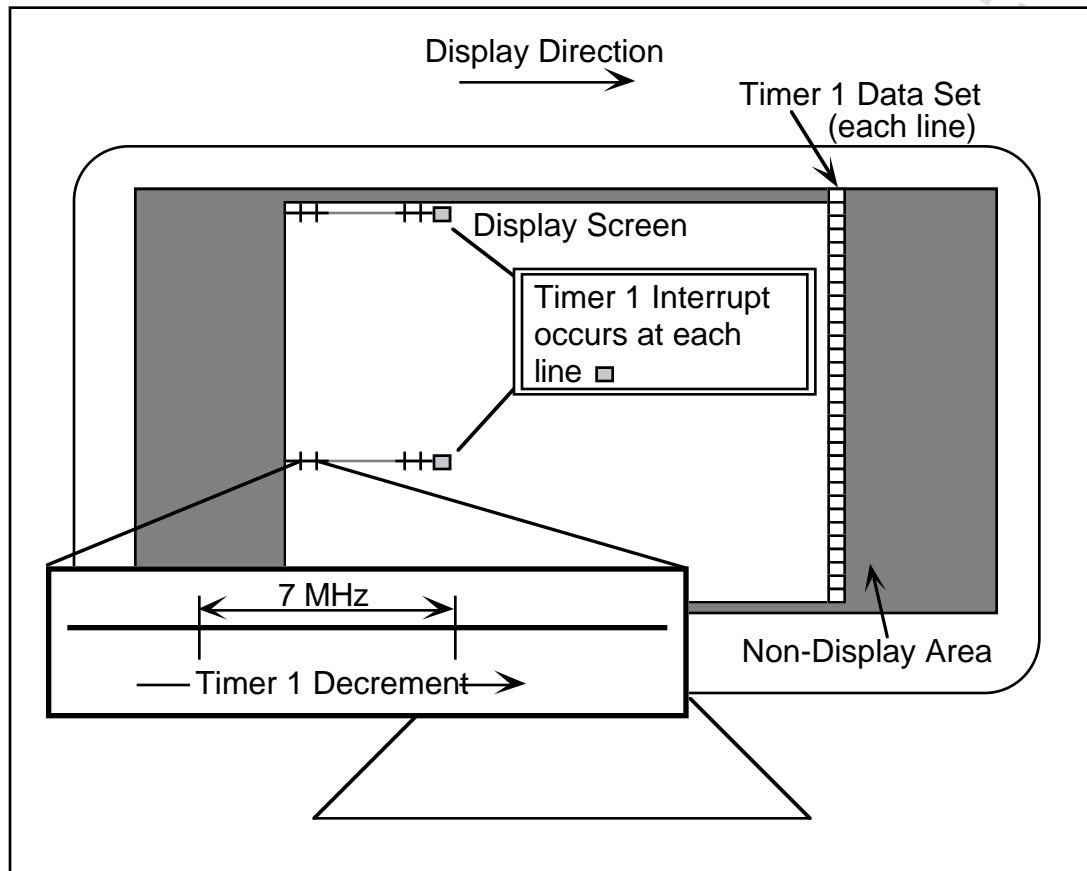 Display Direction
Timer 1 Data Set
(each line)
Display Screen
Timer 1 Interrupt
occurs at each
line
7 MHz
Non-Display Area
Timer 1 Decrement